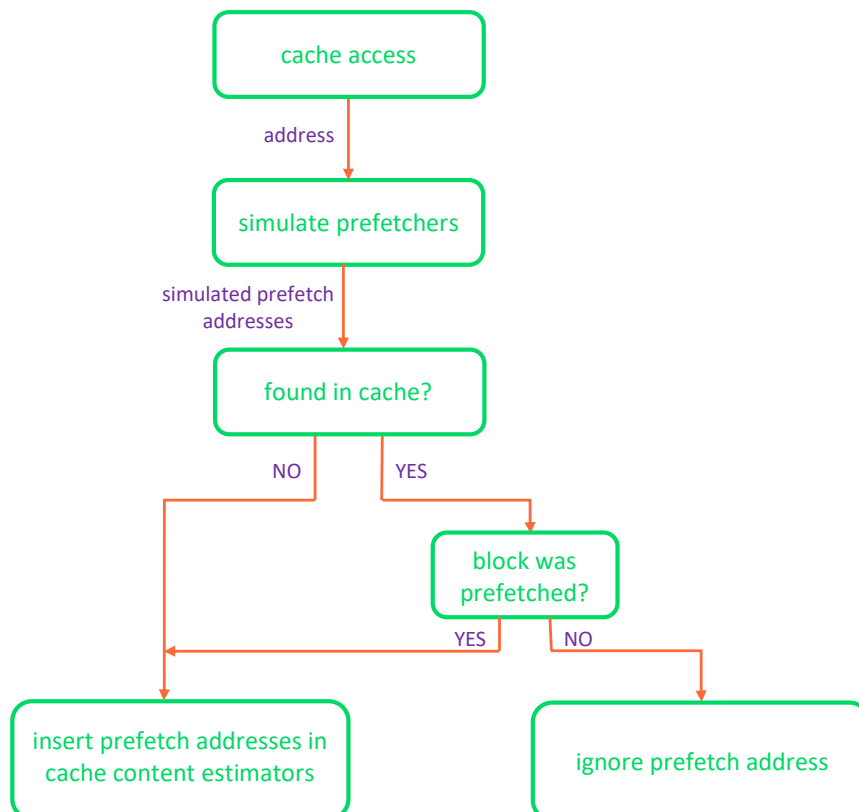 cache access
address
simulate prefetchers
simulated prefetch
addresses
found in cache?
NO
YES
block was
prefetched?
YES
NO
insert prefetch addresses in
cache content estimators
ignore prefetch address